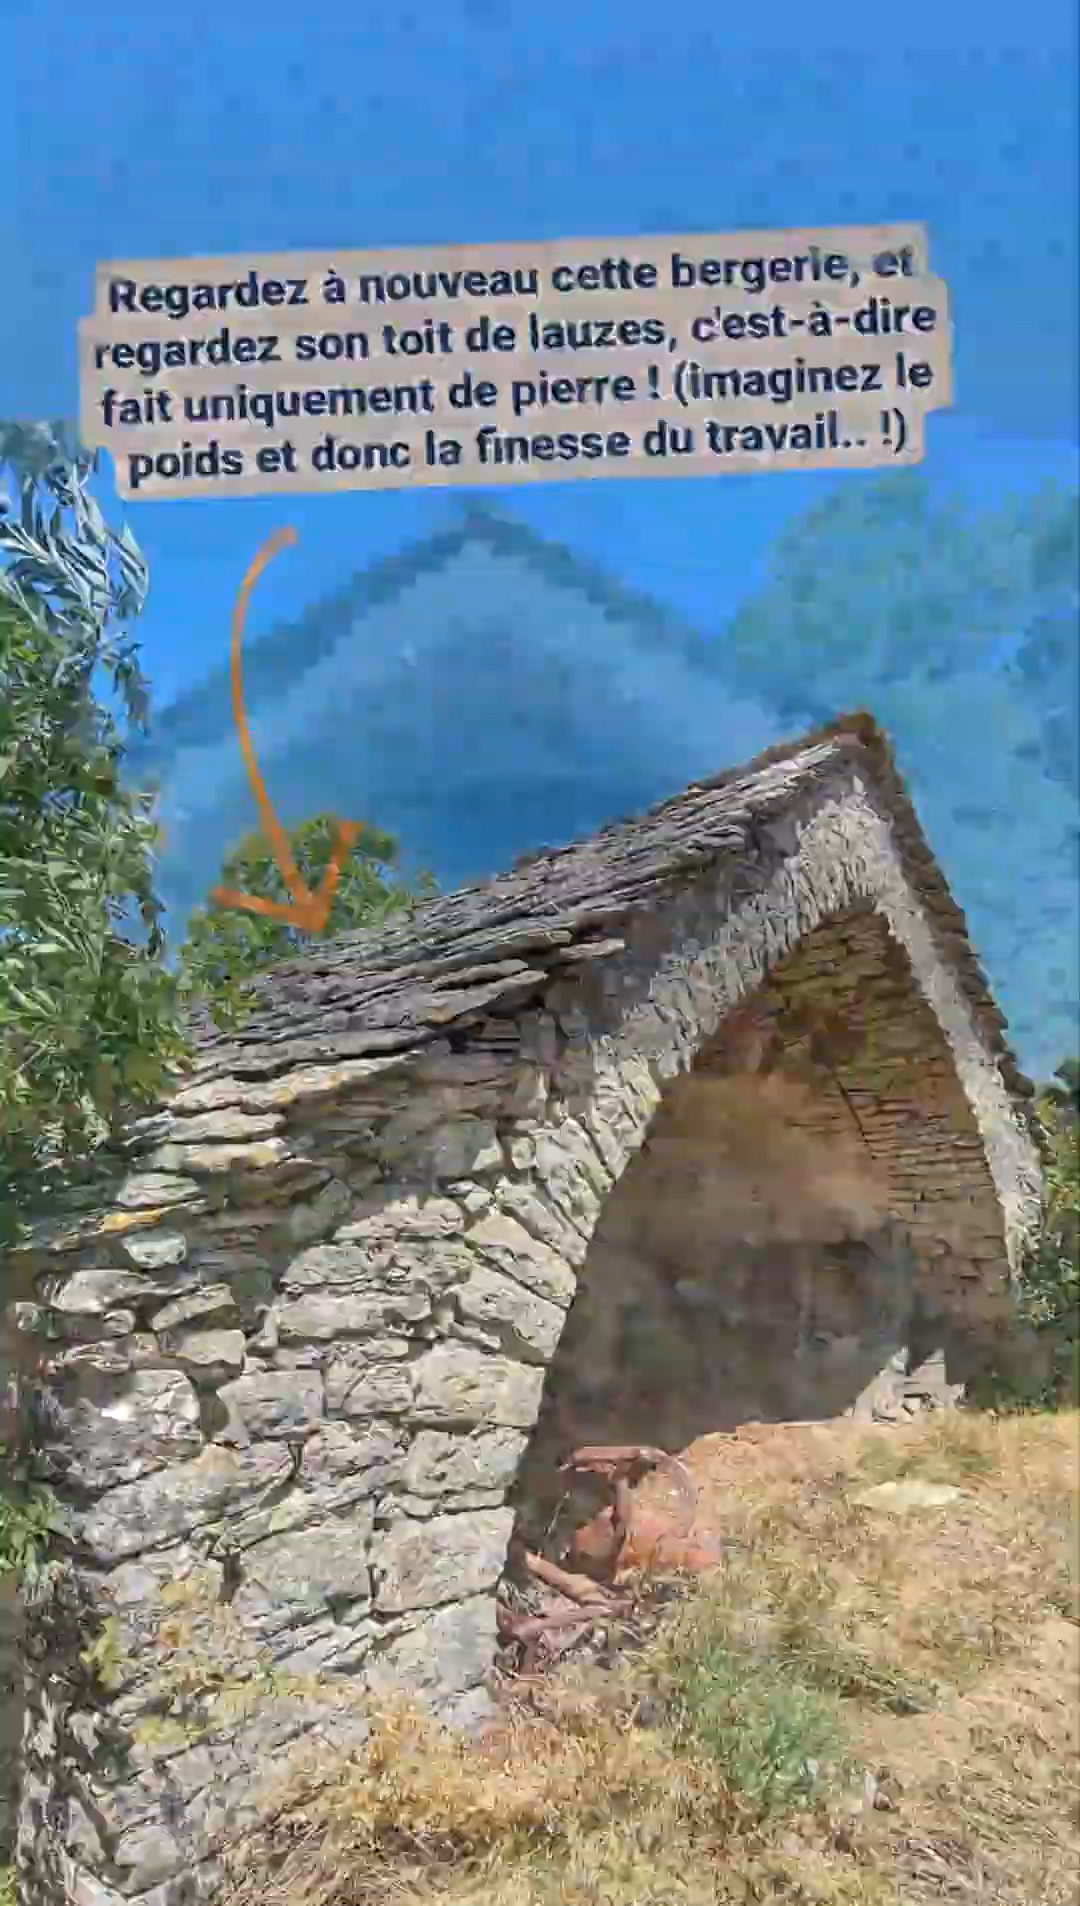 Regardez à nouveau cette bergerie, et
regardez son toit de lauzes, c'est-à-dire
fait uniquement de pierre ! (imaginez le
poids et donc la finesse du travail.. !)